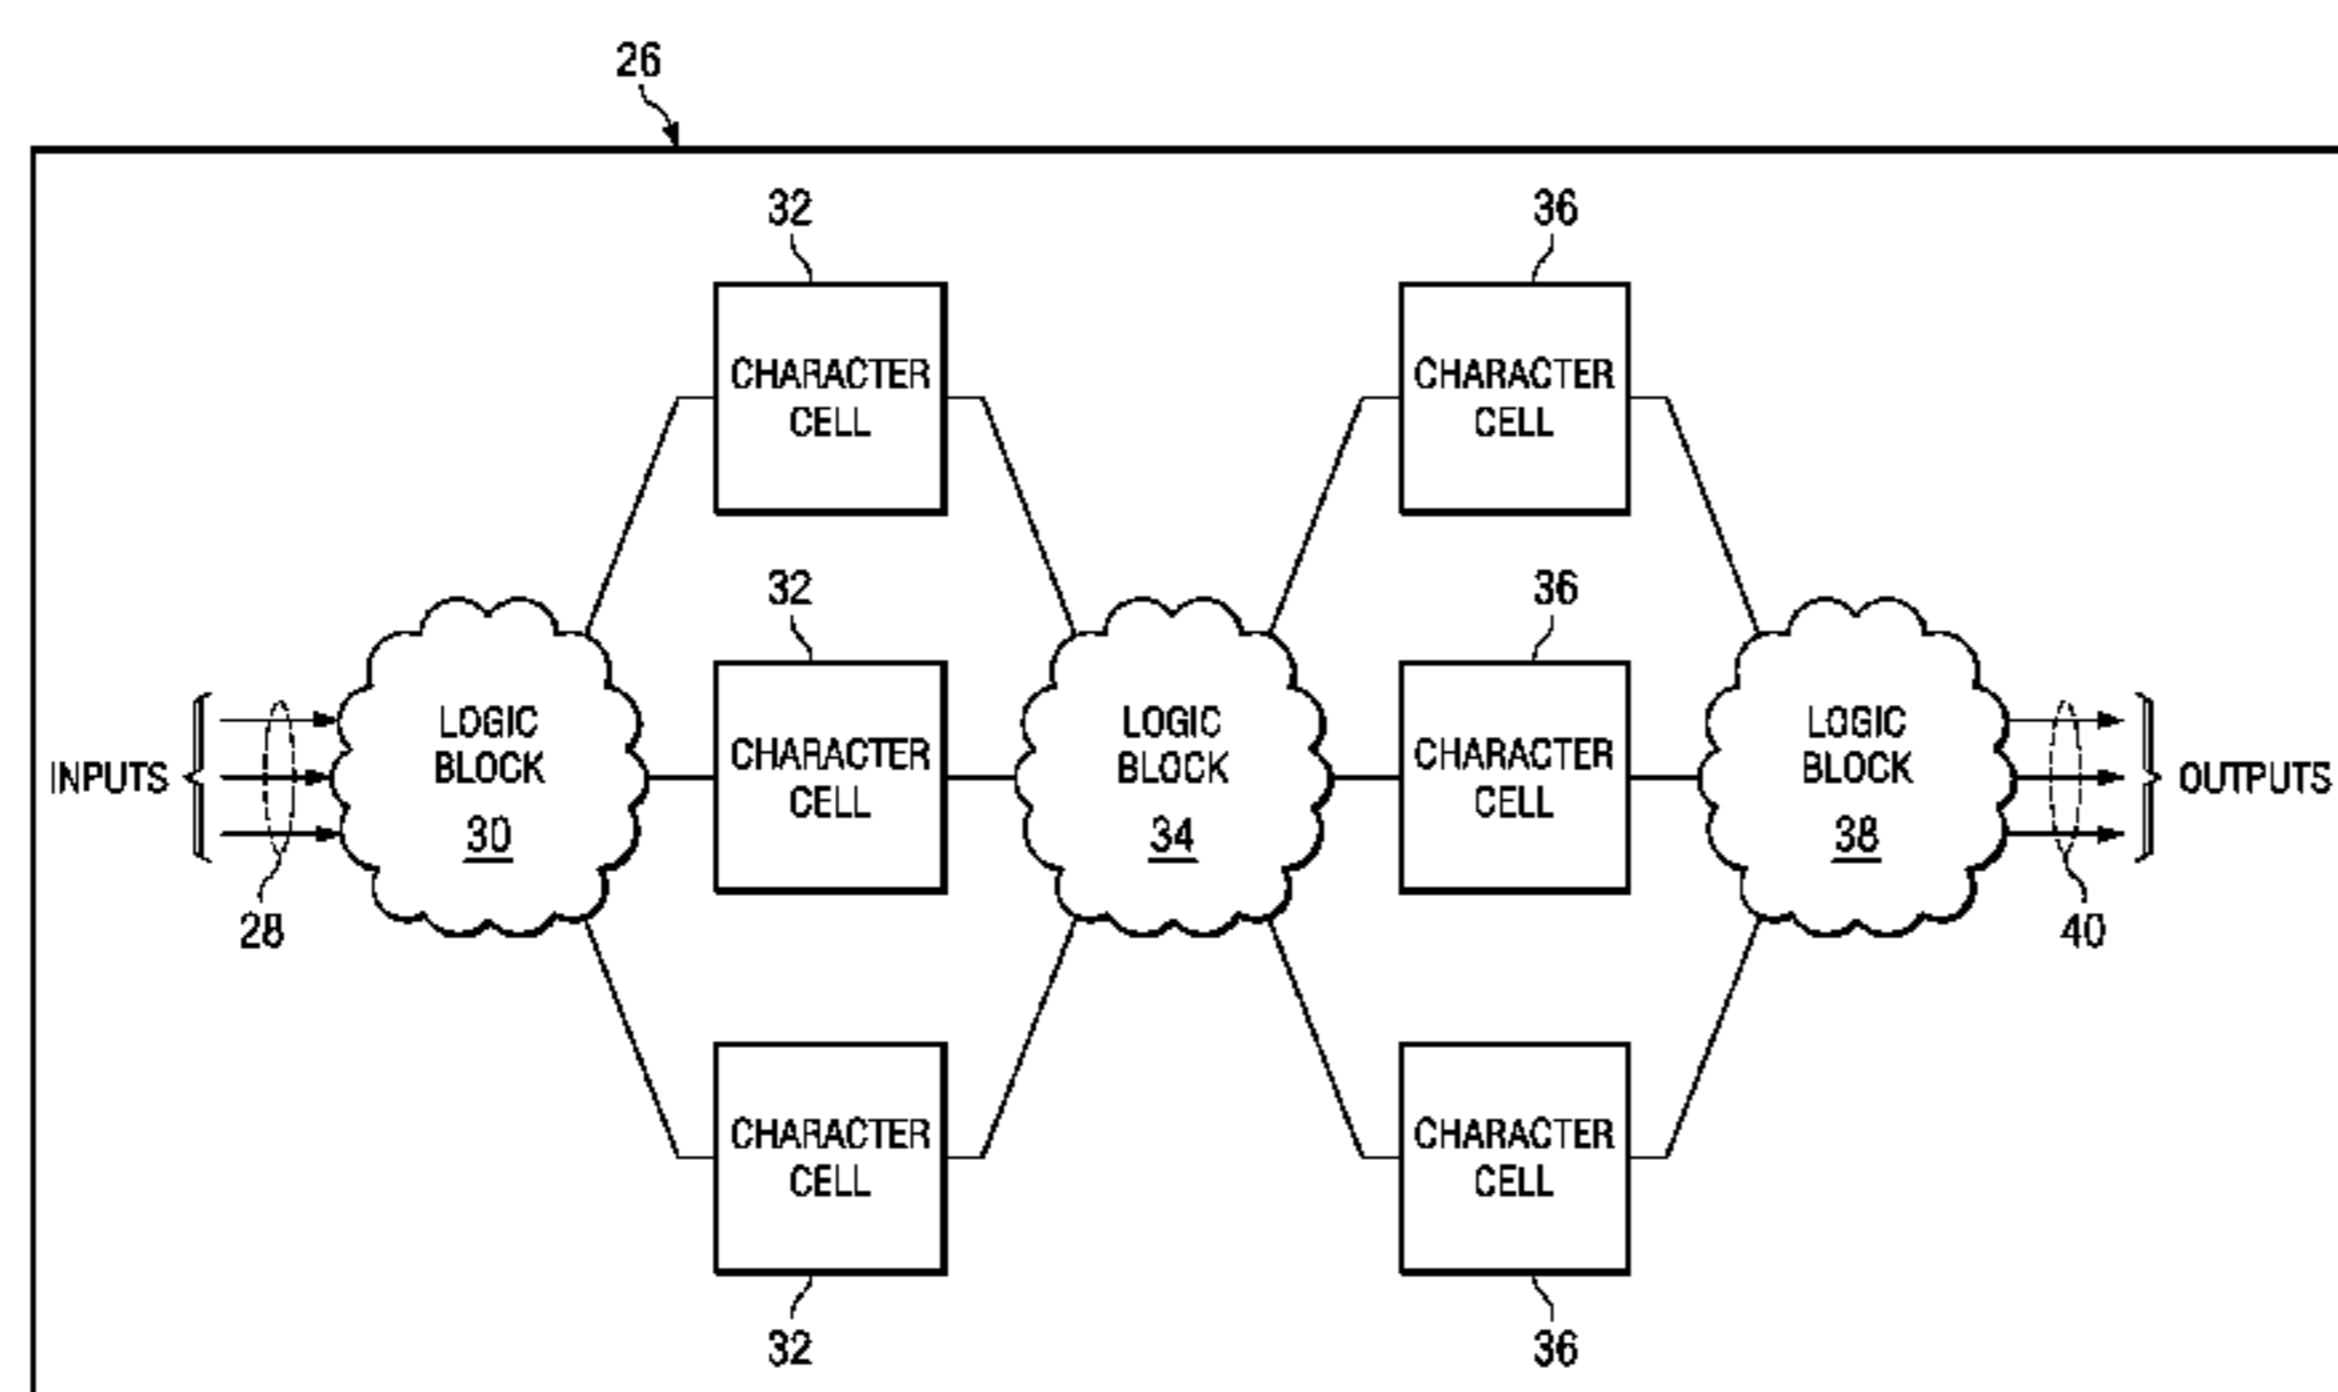 26
32
36
CHARACTER
CELL
CHARACTER
CELL
32
36
INPUTS
LOGIC
BLOCK
30
CHARACTER
CELL
LOGIC
BLOCK
34
CHARACTER
CELL
LOGIC
BLOCK
38
OUTPUTS
28
40
CHARACTER
CELL
CHARACTER
CELL
32
36